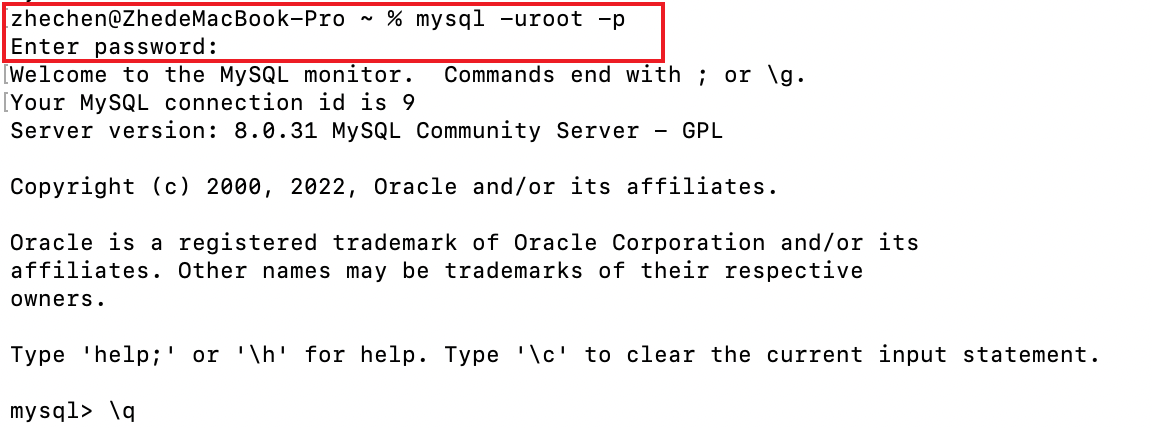 zhechen@ZhedeMacBook-Pro ~ % mysql -uroot -p
Enter password:
Welcome to the MySQL monitor.  Commands end with ; or \g.
Your MySQL connection id is 9
Server version: 8.0.31 MySQL Community Server - GPL
Copyright (c) 2000, 2022, Oracle and/or its affiliates.
Oracle is a registered trademark of Oracle Corporation and/or its
affiliates. Other names may be trademarks of their respective
owners.
Type 'help;' or '\h' for help. Type '\c' to clear the current input statement.
mysql> \q